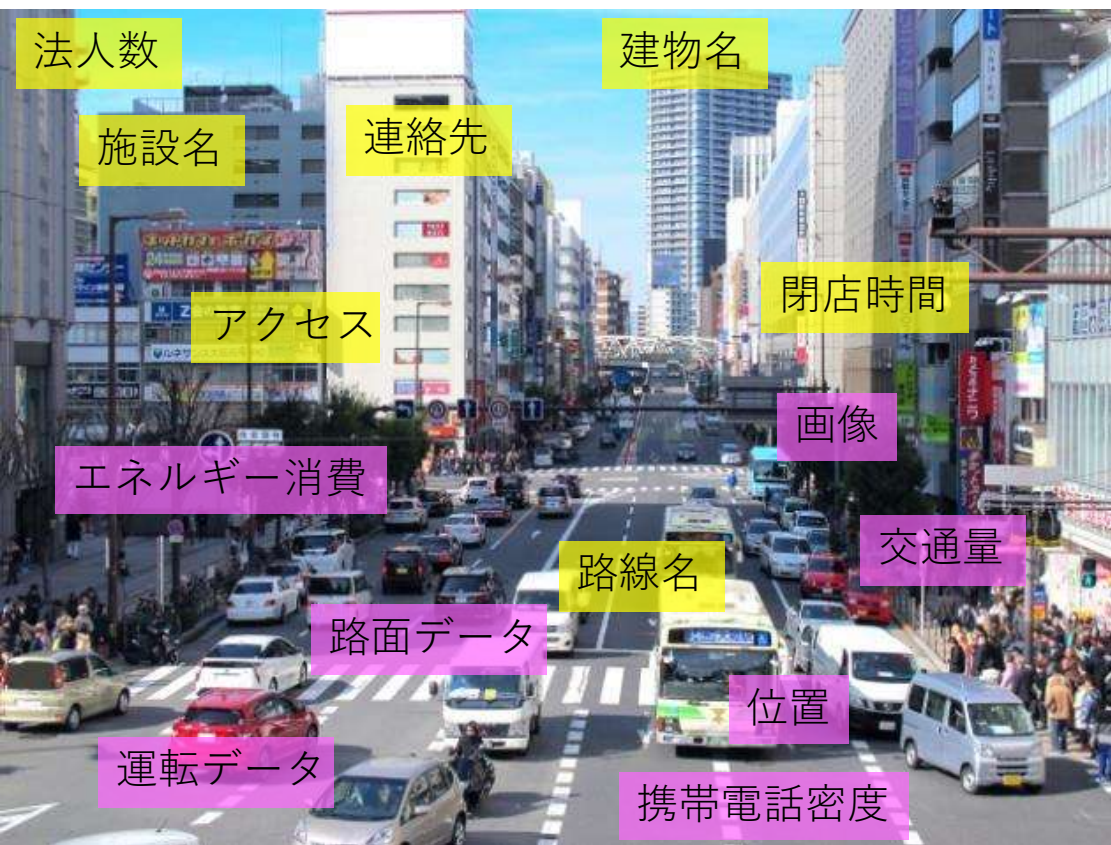 法人数
建物名
施設名
連絡先
閉店時間
アクセス
画像
エネルギー消費
交通量
路線名
路面データ
位置
運転データ
携帯電話密度